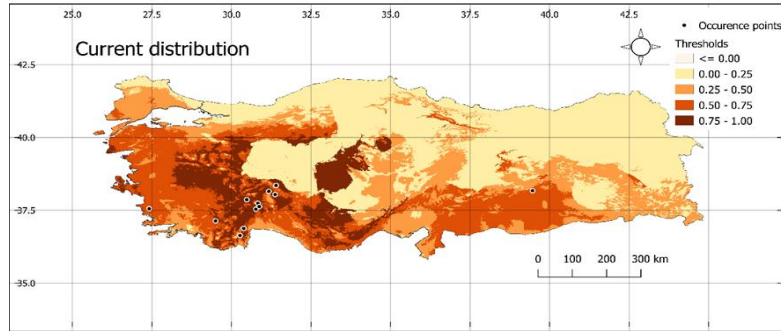 25.0 27.5 30.0 32.5 35.0 37.5 40.0 42.5
Current distribution
Occurence points
Thresholds
<= 0.00
0.00 - 0.25
0.25 - 0.50
0.50 - 0.75
0.75 - 1.00
42.5
40.0
37.5
35.0
0 100 200 300 km